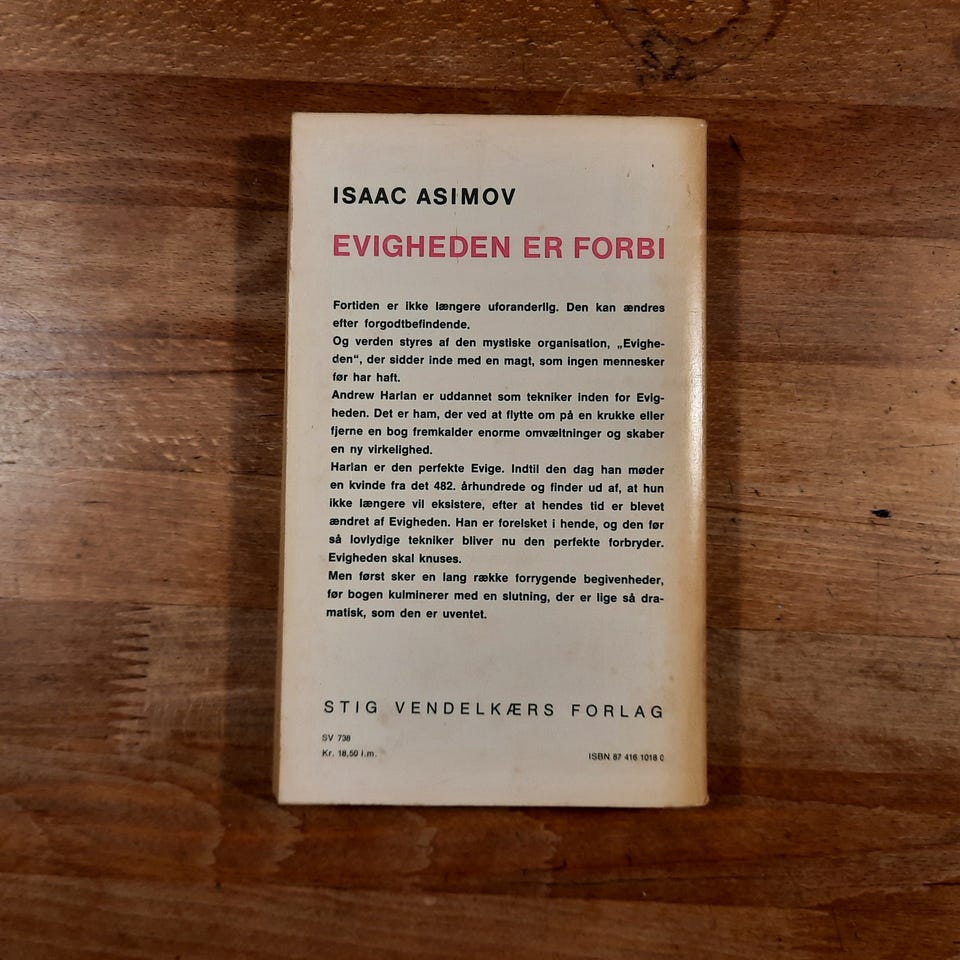 ISAAC ASIMOV
EVIGHEDEN ER FORBI
Fortiden er ikke længere uforanderlig. Den kan ændres
efter forgodtbefindende.
Og verden styres af den mystiske organisation, „Evighe-
den“, der sidder inde med en magt, som ingen mennesker
før har haft.
Andrew Harlan er uddannet som tekniker inden for Evig-
heden. Det er ham, der ved at flytte om på en krukke eller
fjerne en bog fremkalder enorme omvæltninger og skaber
en ny virkelighed.
Harlan er den perfekte Evige. Indtil den dag han møder
en kvinde fra det 482. århundrede og finder ud af, at hun
ikke længere vil eksistere, efter at hendes tid er blevet
ændret af Evigheden. Han er forelsket i hende, og den før
så lovlydige tekniker bliver nu den perfekte forbryder.
Evigheden skal knuses.
Men først sker en lang række forrygende begivenheder,
før bogen kulminerer med en slutning, der er lige så dra-
matisk, som den er uventet.
STIG VENDELKÆRS FORLAG
SV 738
Kr. 18,50 i.m.
ISBN 87 416 1018 0